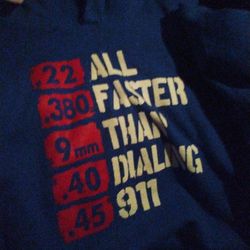 .22 ALL
.380 FASTER
9mm THAN
.40 DIALING
.45 911